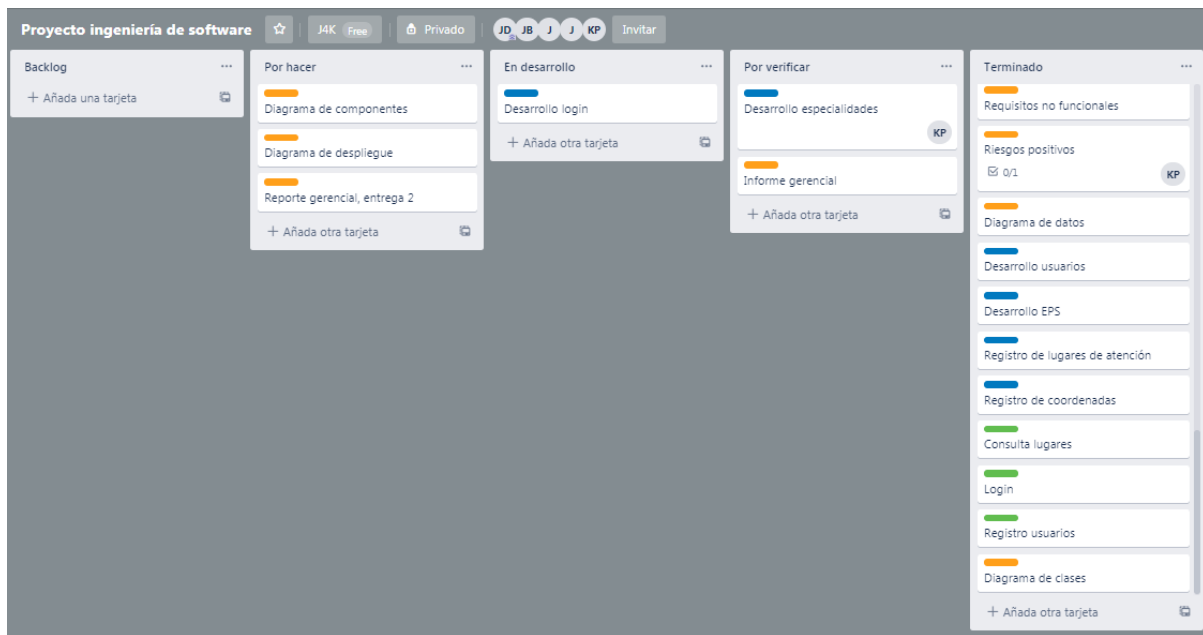 Proyecto ingeniería de software
J4K Free
Privado
JD JB J J KP
Invitar
Backlog
+ Añada una tarjeta
Por hacer
Diagrama de componentes
Diagrama de despliegue
Reporte gerencial, entrega 2
+ Añada otra tarjeta
En desarrollo
Desarrollo login
+ Añada otra tarjeta
Por verificar
Desarrollo especialidades
KP
Informe gerencial
+ Añada otra tarjeta
Terminado
Requisitos no funcionales
Riesgos positivos
0/1
KP
Diagrama de datos
Desarrollo usuarios
Desarrollo EPS
Registro de lugares de atención
Registro de coordenadas
Consulta lugares
Login
Registro usuarios
Diagrama de clases
+ Añada otra tarjeta